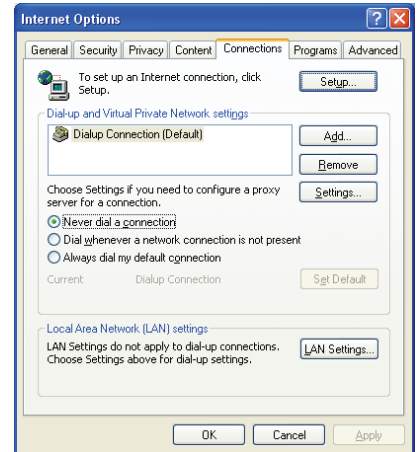 Internet Options
General Security Privacy Content Connections Programs Advanced
To set up an Internet connection, click
Setup.
Setup...
Dial-up and Virtual Private Network settings
Dialup Connection (Default)
Add...
Remove
Choose Settings if you need to configure a proxy
server for a connection.
Settings...
Never dial a connection
Dial whenever a network connection is not present
Always dial my default connection
Current Dialup Connection Set Default
Local Area Network (LAN) settings
LAN Settings do not apply to dial-up connections.
Choose Settings above for dial-up settings.
LAN Settings...
OK Cancel Apply